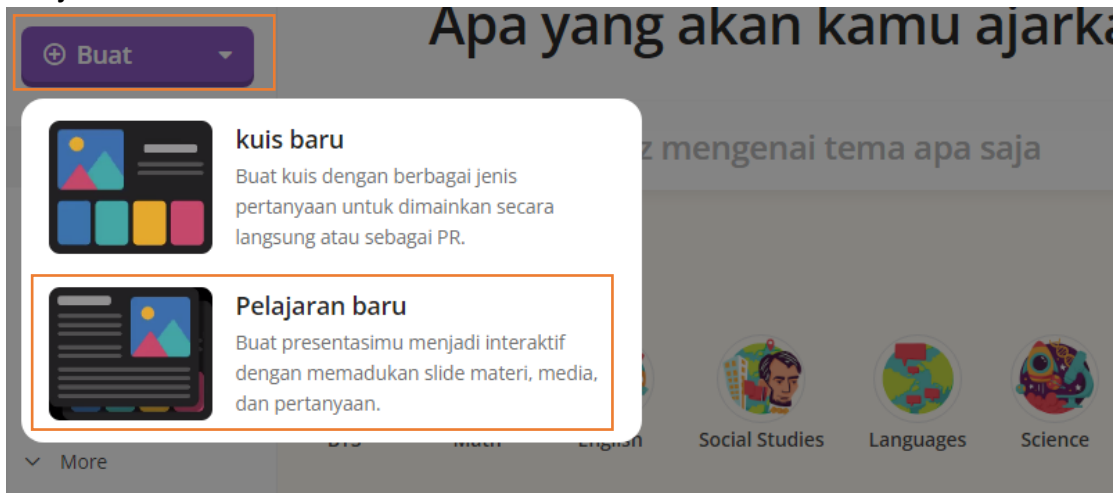 Buat
Apa yang akan kamu ajarka
kuis baru
Buat kuis dengan berbagai jenis
pertanyaan untuk dimainkan secara
langsung atau sebagai PR.
z mengenai tema apa saja
Pelajaran baru
Buat presentasimu menjadi interaktif
dengan memadukan slide materi, media,
dan pertanyaan.
Social Studies
Languages
Science
More